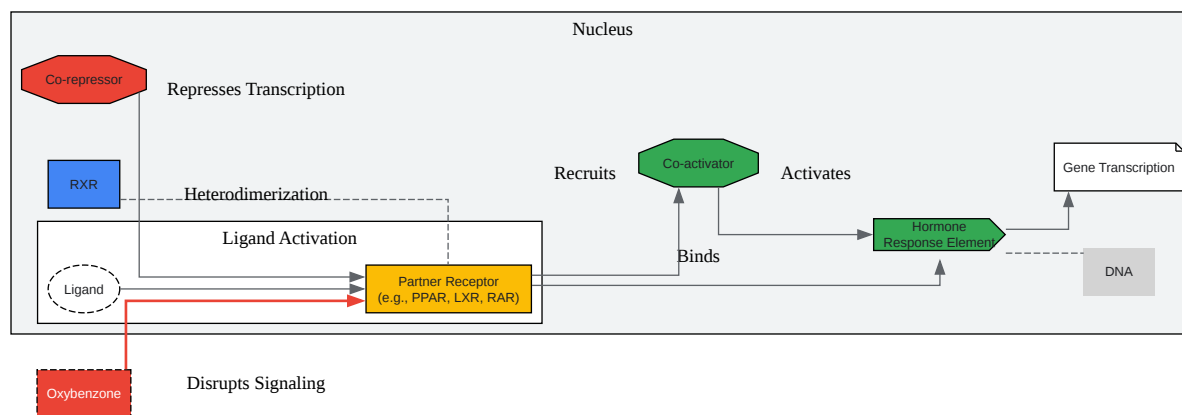 Nucleus
Co-repressor
Represses Transcription
RXR
Heterodimerization
Recruits
Co-activator
Activates
Gene Transcription
Ligand Activation
Hormone
Response Element
Binds
Ligand
Partner Receptor
(e.g., PPAR, LXR, RAR)
DNA
Oxybenzone
Disrupts Signaling